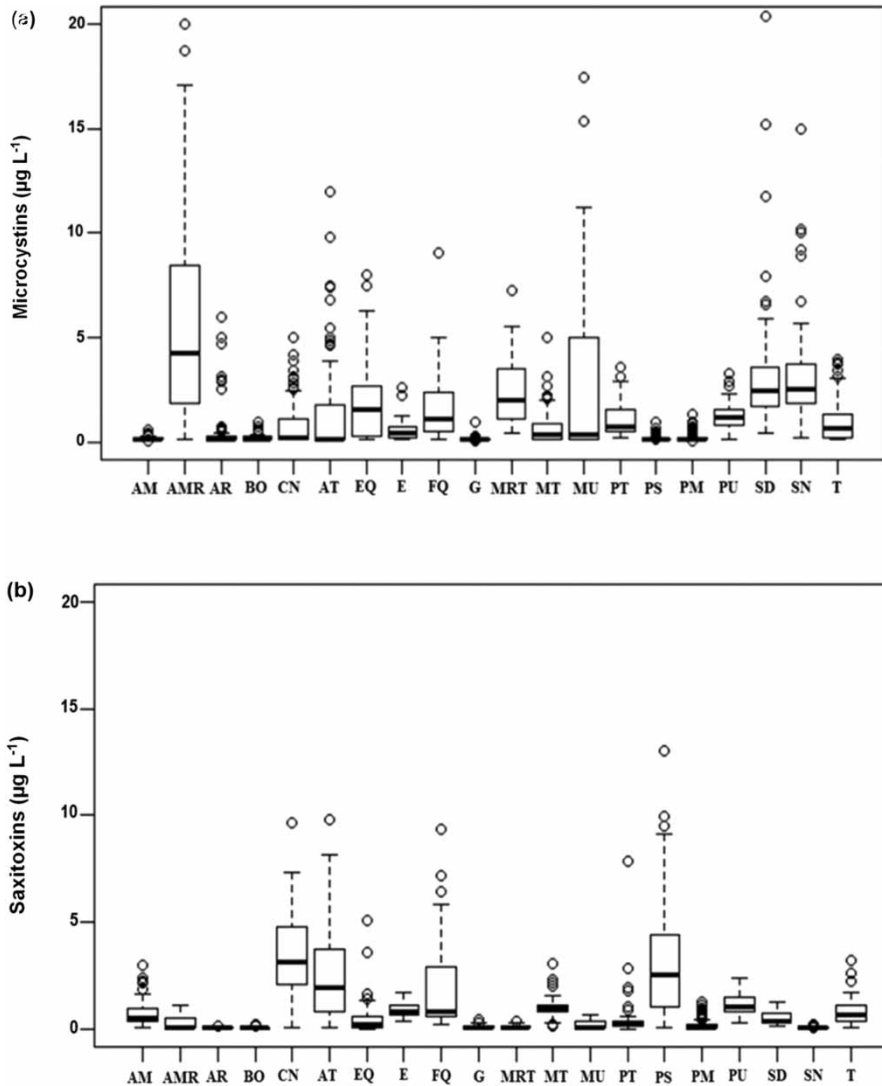 (a)
Microcystins (µg L-1)
20
15
10
5
0
AM AMR AR BO CN AT EQ E FQ G MRT MT MU PT PS PM PU SD SN T
(b)
Saxitoxins (µg L-1)
20
15
10
5
0
AM AMR AR BO CN AT EQ E FQ G MRT MT MU PT PS PM PU SD SN T